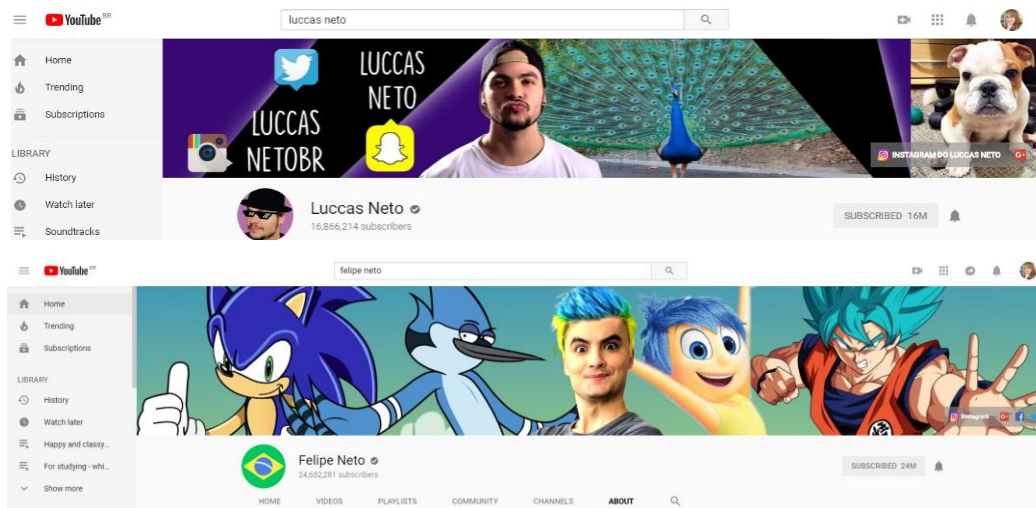 YouTube BR
luccas neto
Home
Trending
Subscriptions
LIBRARY
History
Watch later
Soundtracks
LUCCAS
NETO
LUCCAS
NETOBR
INSTAGRAM DO LUCCAS NETO G+
Luccas Neto
16,866,214 subscribers
SUBSCRIBED 16M
YouTube BR
felipe neto
Home
Trending
Subscriptions
LIBRARY
History
Watch later
Happy and classy...
For studying - whi...
Show more
Instagram G+ f
Felipe Neto
24,652,281 subscribers
SUBSCRIBED 24M
HOME VIDEOS PLAYLISTS COMMUNITY CHANNELS ABOUT